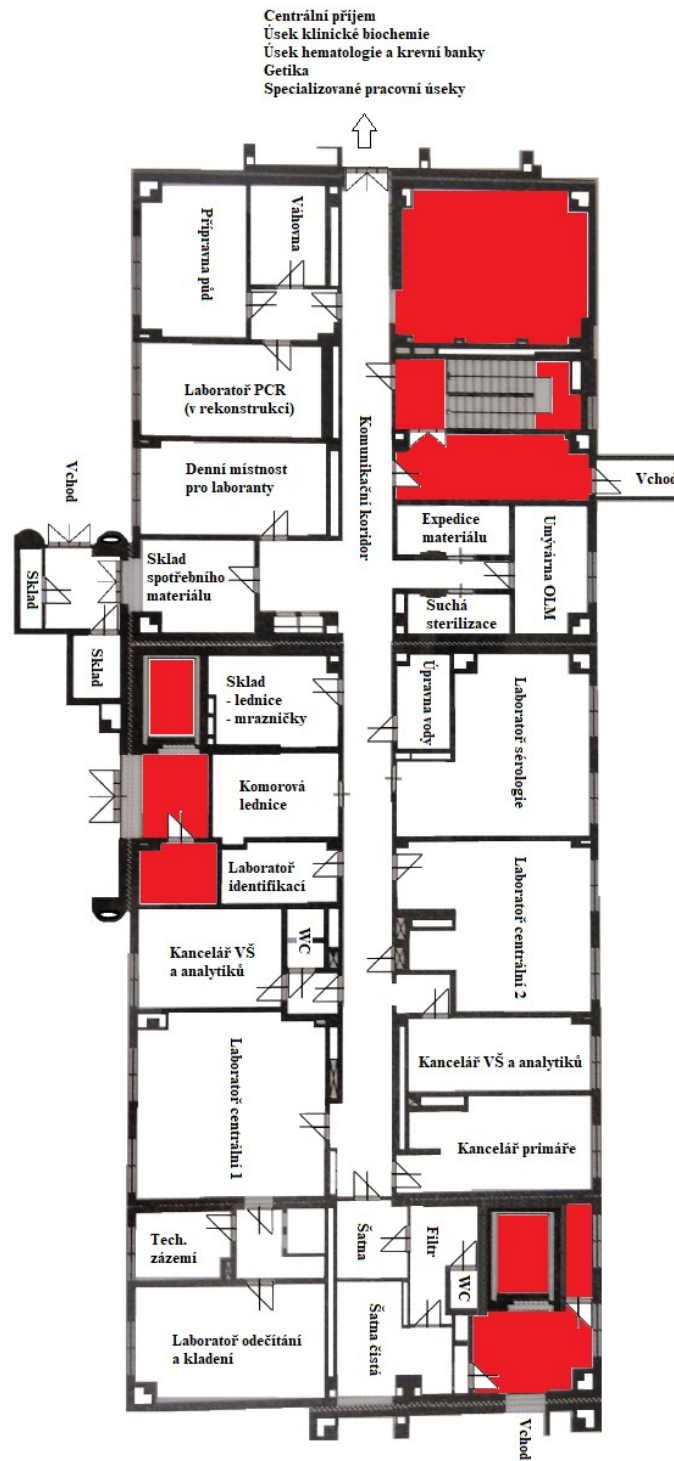 Centrální příjem
Úsek klinické biochemie
Úsek hematologie a krevní banky
Getika
Specializované pracovní úseky
Přípravna půd
Váhovna
Laboratoř PCR
(v rekonstrukci)
Komunikační koridor
Denní místnost
pro laboranty
Vchod
Vchod
Expedice
materiálu
Umývárna OLM
Sklad
spotřebního
materiálu
Sklad
Suchá
sterilizace
Sklad
Sklad
- lednice
- mrazničky
Úpravna vody
Laboratoř sérologie
Komorová
lednice
Laboratoř
identifikací
Laboratoř centrální 2
Kancelář VŠ
a analytiků
WC
Laboratoř centrální 1
Kancelář VŠ a analytiků
Kancelář primáře
Tech.
zázemí
Šatna
Filtr
WC
Laboratoř odečítání
a kladení
Šatna čistá
Vchod